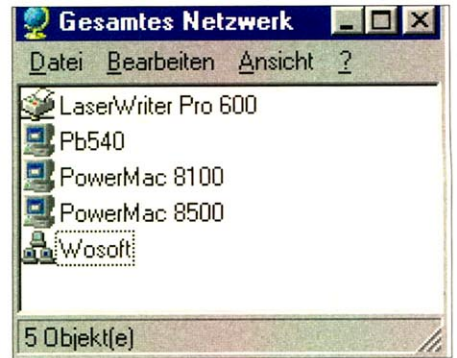 Gesamtes Netzwerk
Datei Bearbeiten Ansicht ?
LaserWriter Pro 600
Pb540
PowerMac 8100
PowerMac 8500
Wosoft
5 Objekt(e)